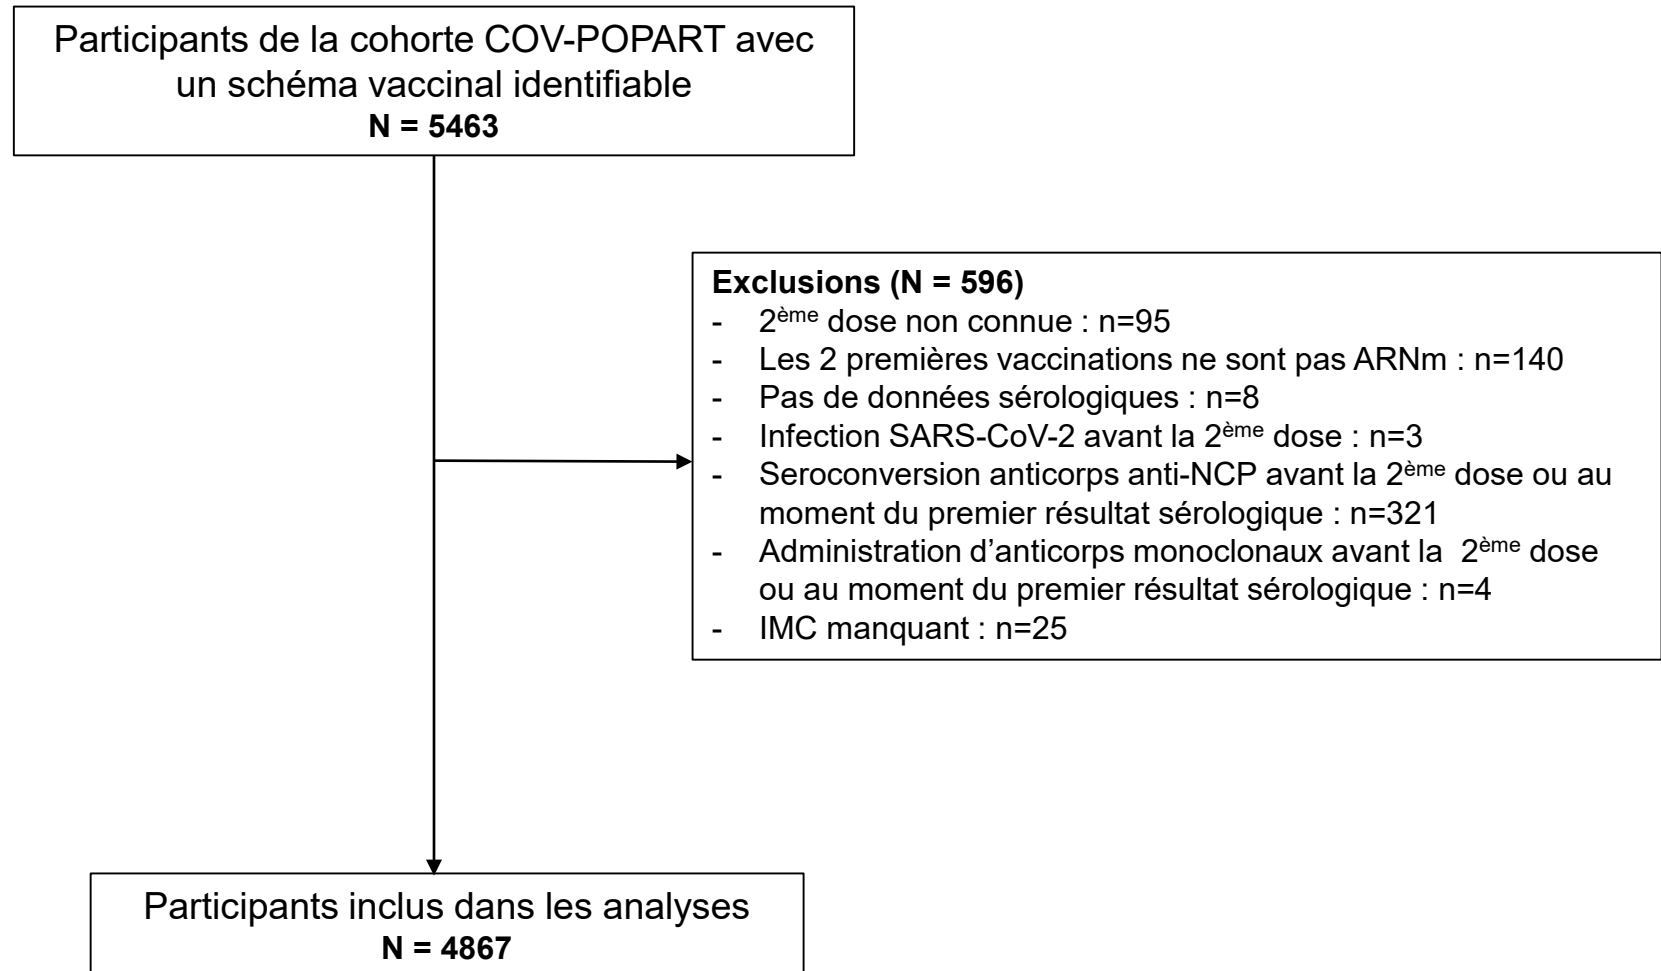 Participants de la cohorte COV-POPART avec
un schéma vaccinal identifiable
N = 5463
Exclusions (N = 596)
- 2ème dose non connue : n=95
- Les 2 premières vaccinations ne sont pas ARNm : n=140
- Pas de données sérologiques : n=8
- Infection SARS-CoV-2 avant la 2ème dose : n=3
- Seroconversion anticorps anti-NCP avant la 2ème dose ou au
moment du premier résultat sérologique : n=321
- Administration d’anticorps monoclonaux avant la  2ème dose
ou au moment du premier résultat sérologique : n=4
- IMC manquant : n=25
Participants inclus dans les analyses
N = 4867